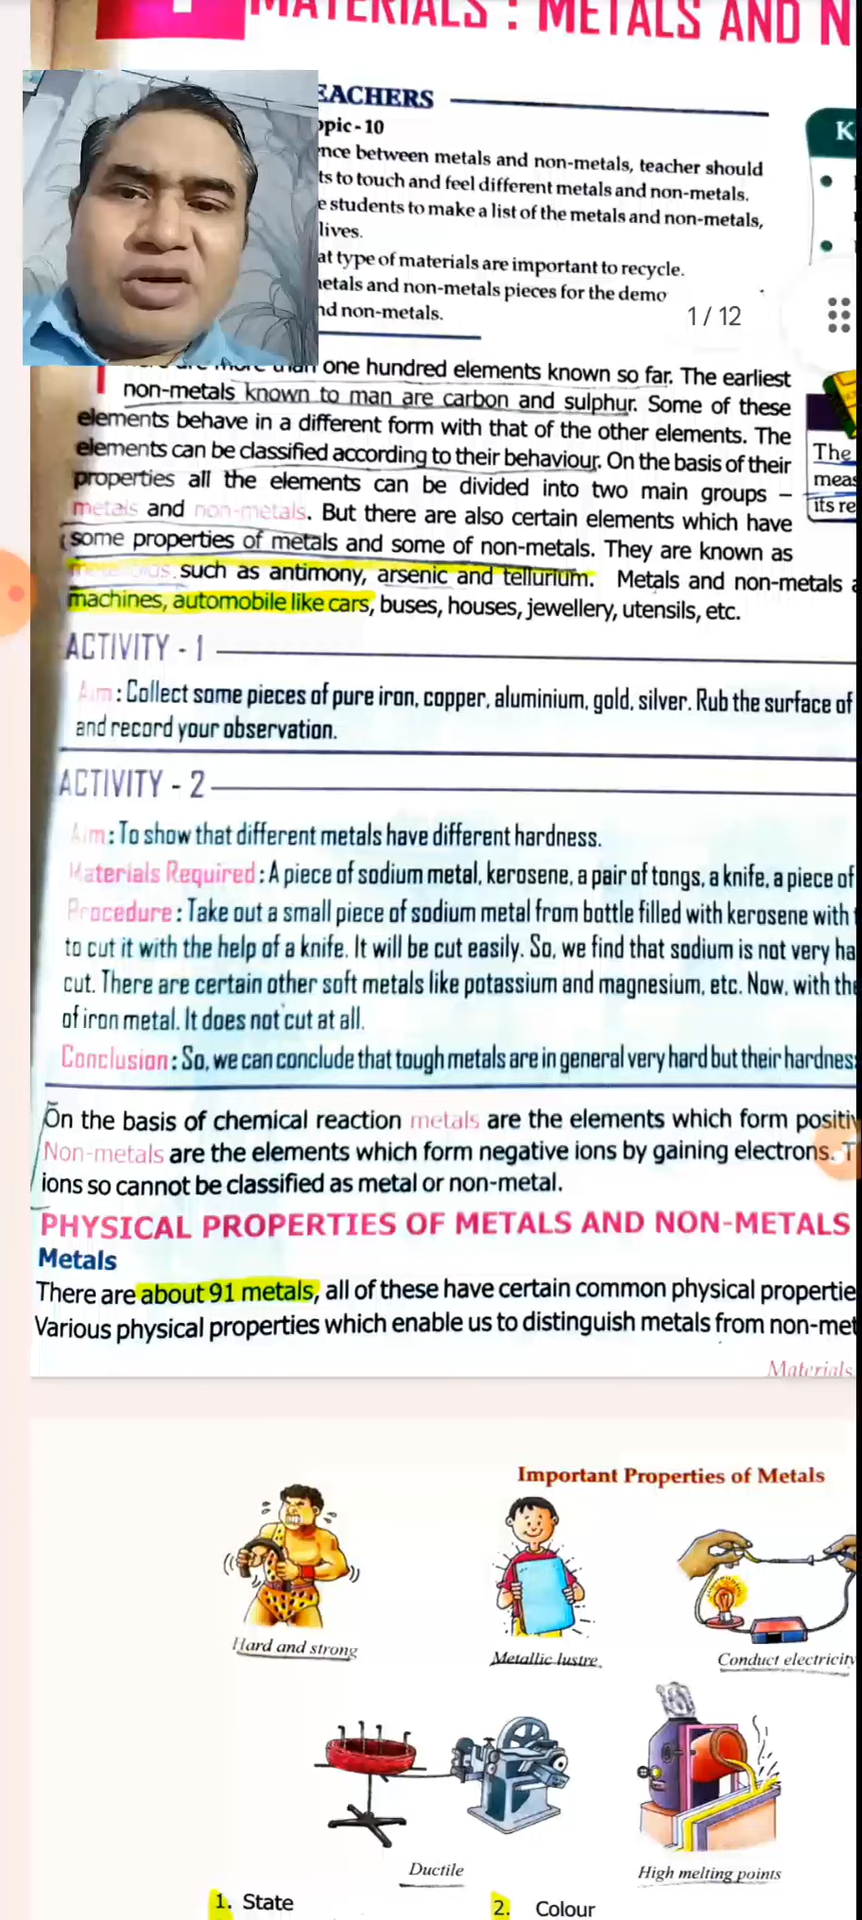 MATERIALS : METALS AND N
EACHERS
pic - 10
nce between metals and non-metals, teacher should
ts to touch and feel different metals and non-metals.
e students to make a list of the metals and non-metals,
lives.
at type of materials are important to recycle.
etals and non-metals pieces for the demo
nd non-metals.
K
1 / 12
more than one hundred elements known so far. The earliest
non-metals known to man are carbon and sulphur. Some of these
elements behave in a different form with that of the other elements. The
elements can be classified according to their behaviour. On the basis of their
properties all the elements can be divided into two main groups –
metals and non-metals. But there are also certain elements which have
some properties of metals and some of non-metals. They are known as
such as antimony, arsenic and tellurium. Metals and non-metals a
machines, automobile like cars, buses, houses, jewellery, utensils, etc.
The
meas
its re
ACTIVITY - 1
Aim : Collect some pieces of pure iron, copper, aluminium, gold, silver. Rub the surface of
and record your observation.
ACTIVITY - 2
Aim : To show that different metals have different hardness.
Materials Required : A piece of sodium metal, kerosene, a pair of tongs, a knife, a piece of
Procedure : Take out a small piece of sodium metal from bottle filled with kerosene with
to cut it with the help of a knife. It will be cut easily. So, we find that sodium is not very ha
cut. There are certain other soft metals like potassium and magnesium, etc. Now, with the
of iron metal. It does not cut at all.
Conclusion : So, we can conclude that tough metals are in general very hard but their hardness
On the basis of chemical reaction metals are the elements which form positiv
Non-metals are the elements which form negative ions by gaining electrons. T
ions so cannot be classified as metal or non-metal.
PHYSICAL PROPERTIES OF METALS AND NON-METALS
Metals
There are about 91 metals, all of these have certain common physical propertie
Various physical properties which enable us to distinguish metals from non-met
Materials
Important Properties of Metals
Hard and strong
Metallic lustre
Conduct electricity
Ductile
High melting points
1. State
2. Colour